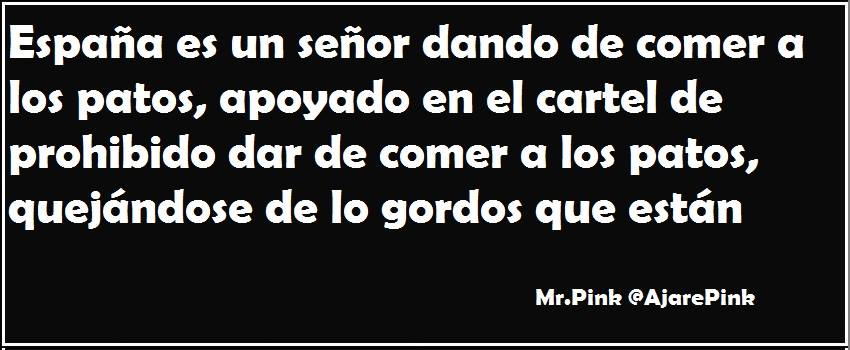 España es un señor dando de comer a
los patos, apoyado en el cartel de
prohibido dar de comer a los patos,
quejándose de lo gordos que están
Mr.Pink @AjarePink